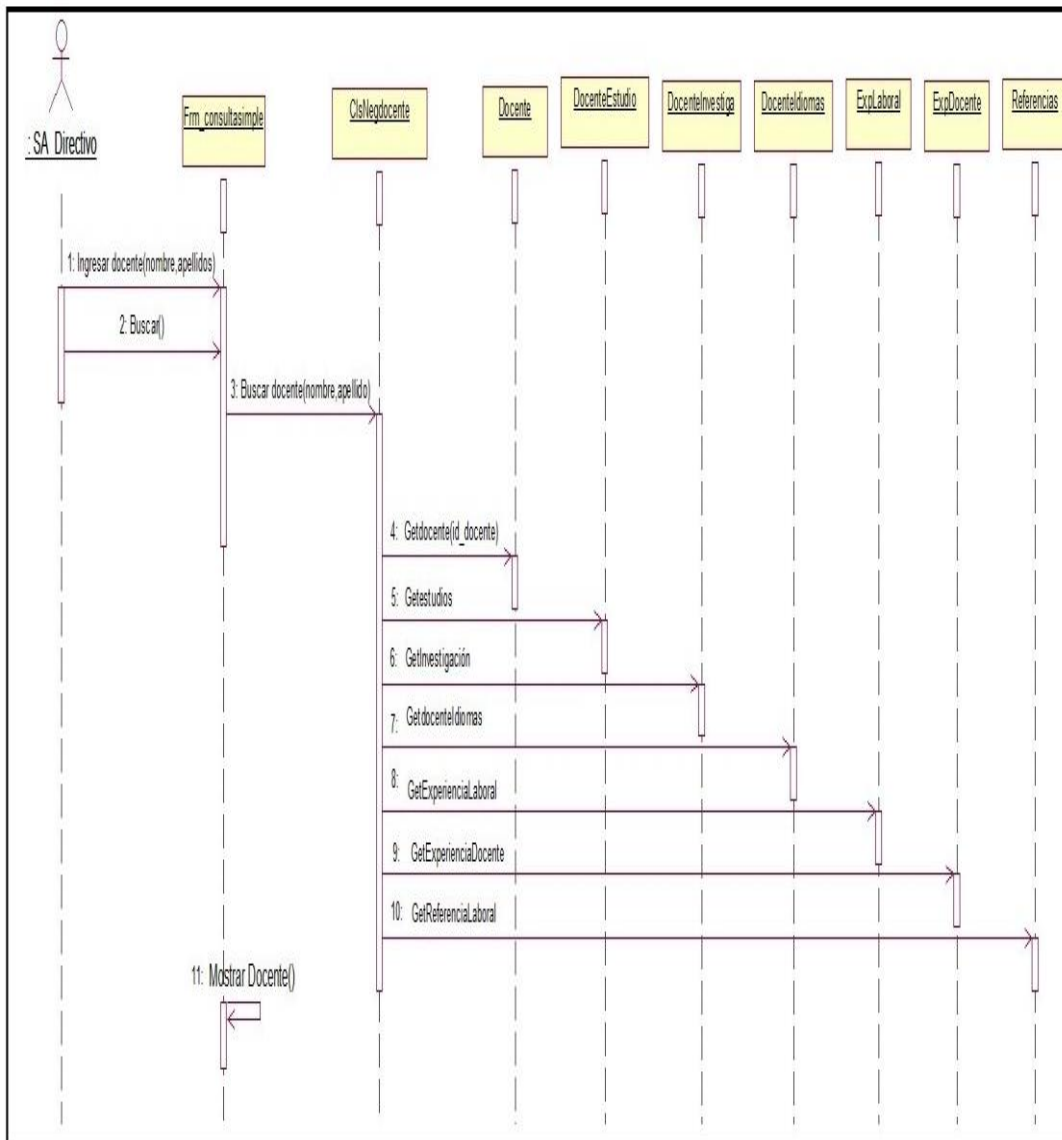 : SA_Directivo
Frm_consultasimple
ClsNegdocente
Docente
DocenteEstudio
DocenteInvestiga
DocenteIdiomas
ExpLaboral
ExpDocente
Referencias
1: Ingresar docente(nombre,apellidos)
2: Buscar()
3: Buscar docente(nombre,apellido)
4: Getdocente(id_docente)
5: Getestudios
6: GetInvestigación
7: GetdocenteIdiomas
8: GetExperienciaLaboral
9: GetExperienciaDocente
10: GetReferenciaLaboral
11: Mostrar Docente()